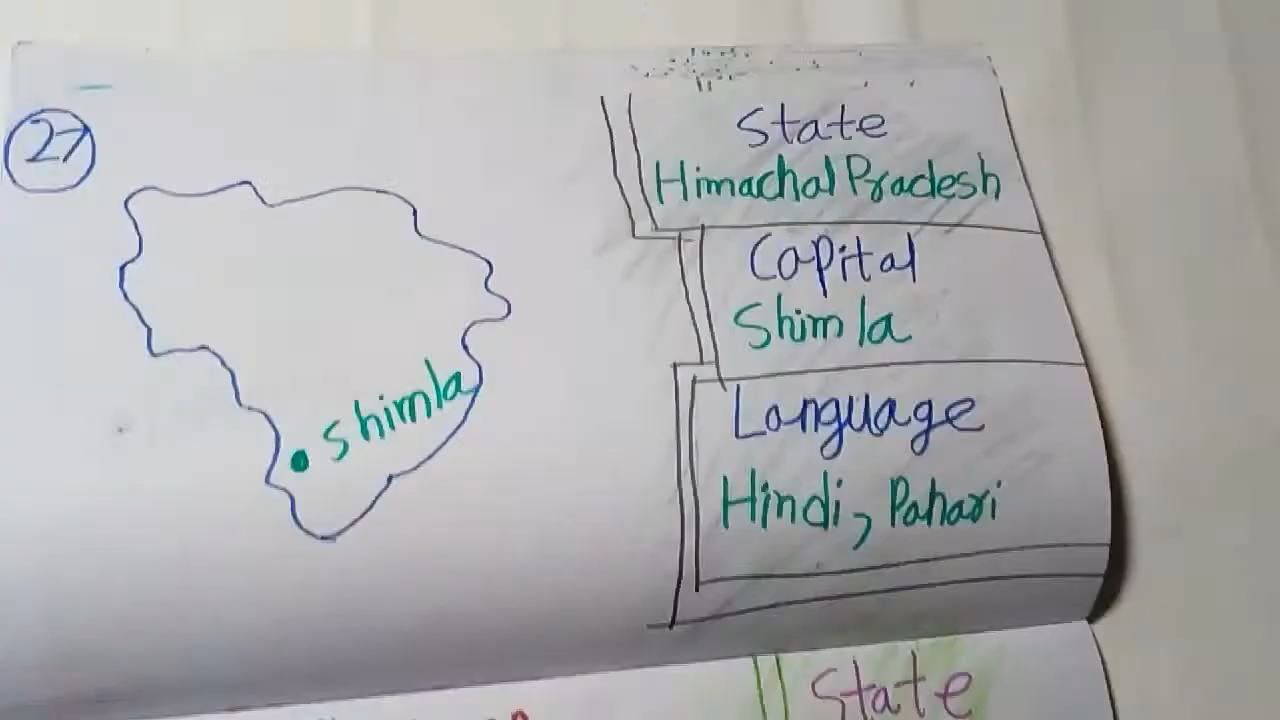 27
State
Himachal Pradesh
Capital
Shimla
Shimla
Language
Hindi, Pahari
State